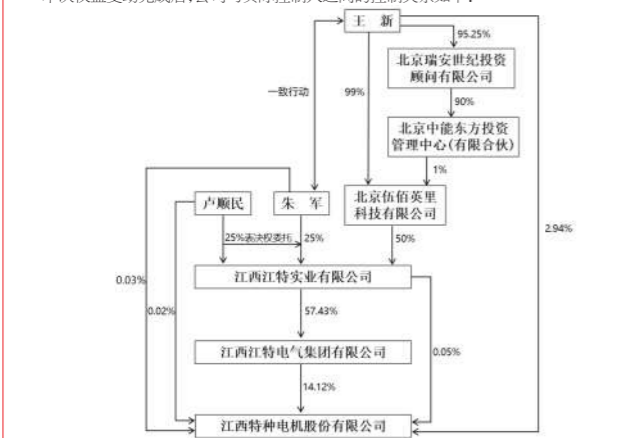 本次权益变动完成后,公司与实际控制人之间的控制关系如下:
王 新
95.25%
北京瑞安世纪投资
顾问有限公司
一致行动
99%
90%
北京中能东方投资
管理中心(有限合伙)
1%
卢顺民
朱 军
北京伍佰英里
科技有限公司
2.94%
25%表决权委托
25%
50%
0.03%
江西江特实业有限公司
0.02%
57.43%
江西江特电气集团有限公司
0.05%
14.12%
江西特种电机股份有限公司